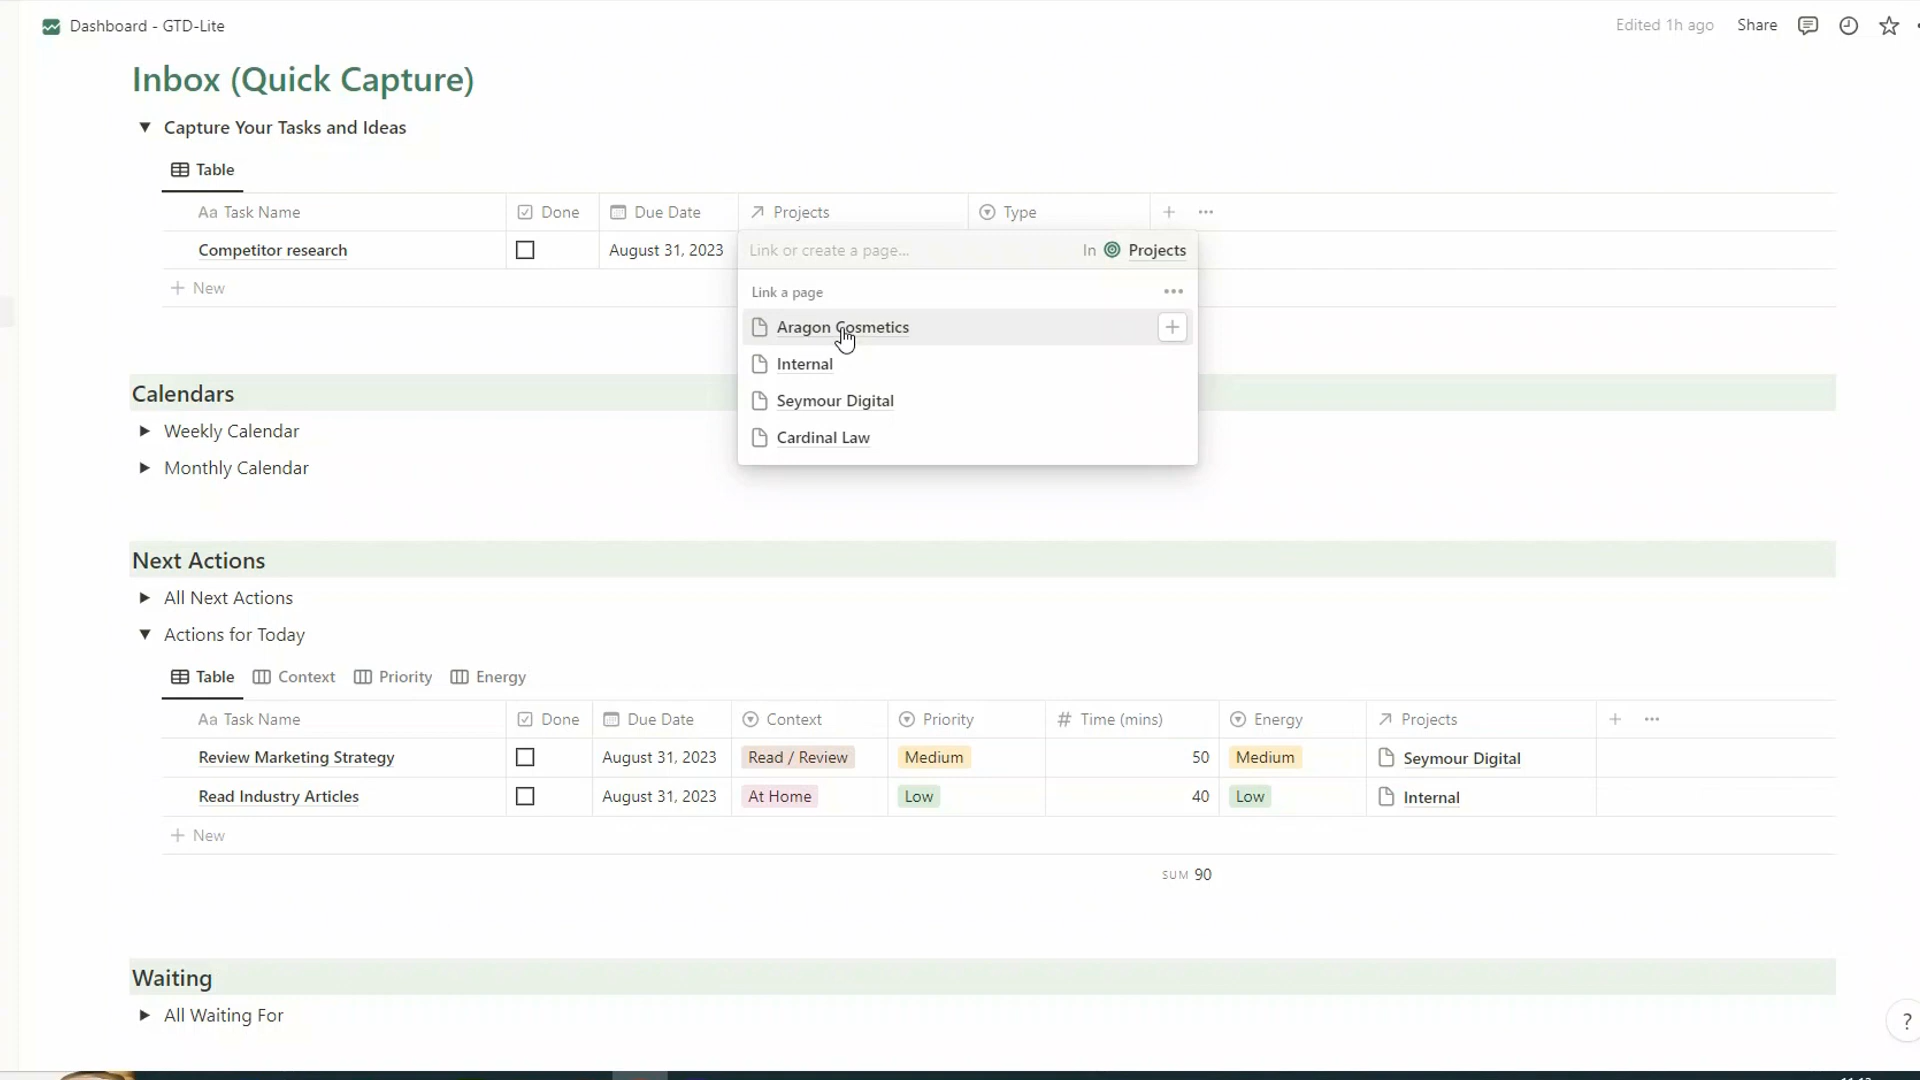 Dashboard - GTD-Lite
Edited 1h ago Share
Inbox (Quick Capture)
Capture Your Tasks and Ideas
Table
Aa Task Name Done Due Date Projects Type
Competitor research August 31, 2023
Link or create a page... In Projects
+ New
Link a page
Aragon Cosmetics
Internal
Seymour Digital
Cardinal Law
Calendars
Weekly Calendar
Monthly Calendar
Next Actions
All Next Actions
Actions for Today
Table Context Priority Energy
Aa Task Name Done Due Date Context Priority # Time (mins) Energy Projects
Review Marketing Strategy August 31, 2023 Read / Review Medium 50 Medium Seymour Digital
Read Industry Articles August 31, 2023 At Home Low 40 Low Internal
+ New
SUM 90
Waiting
All Waiting For
?